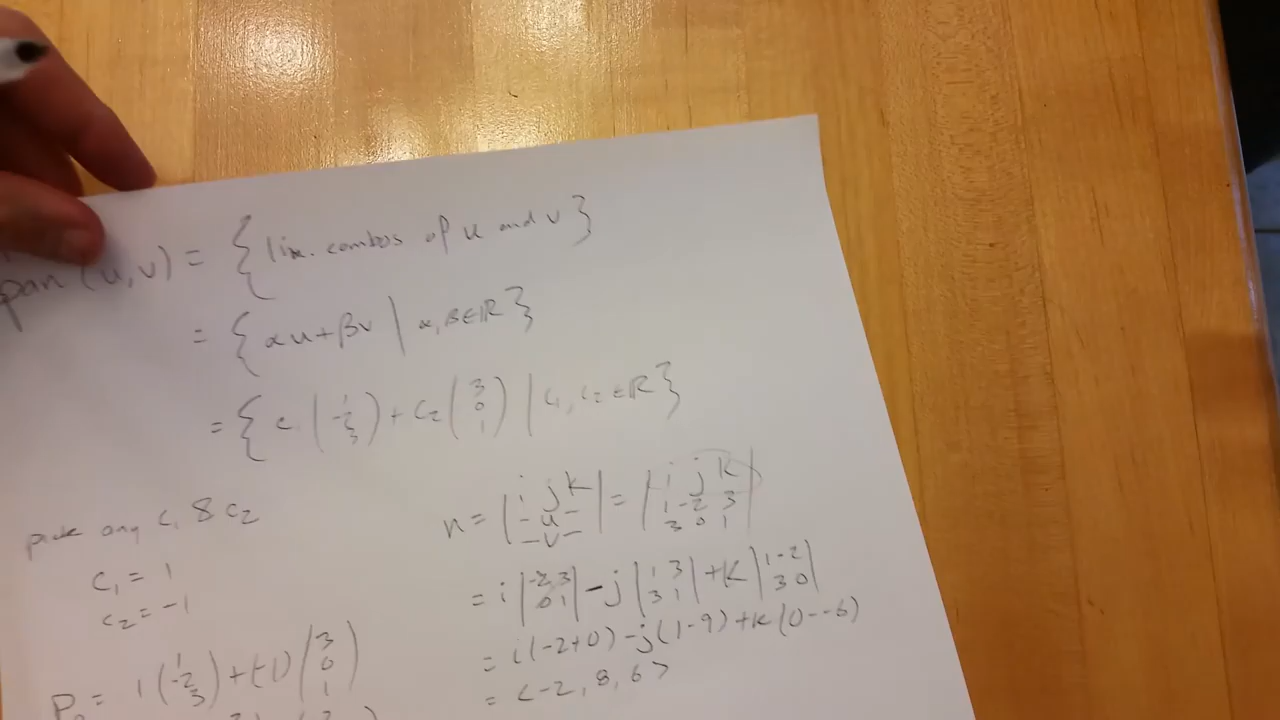 span (u,v) = { lin. combos of u and v }
= { αu+βv | α,β∈ℝ }
= { c₁ (1 -2 3) + c₂ (3 0 1) | c₁, c₂ ∈ ℝ }
pick any c₁ & c₂
c₁ = 1
c₂ = -1
P₀ = 1 (1 -2 3) + (-1) (3 0 1)
n = | i j k
-u-
-v- | = | i j k
1 -2 3
3 0 1 |
= i | -2 3
0 1 | - j | 1 3
3 1 | + k | 1 -2
3 0 |
= i(-2+0) - j(1-9) + k(0--6)
= <-2, 8, 6>